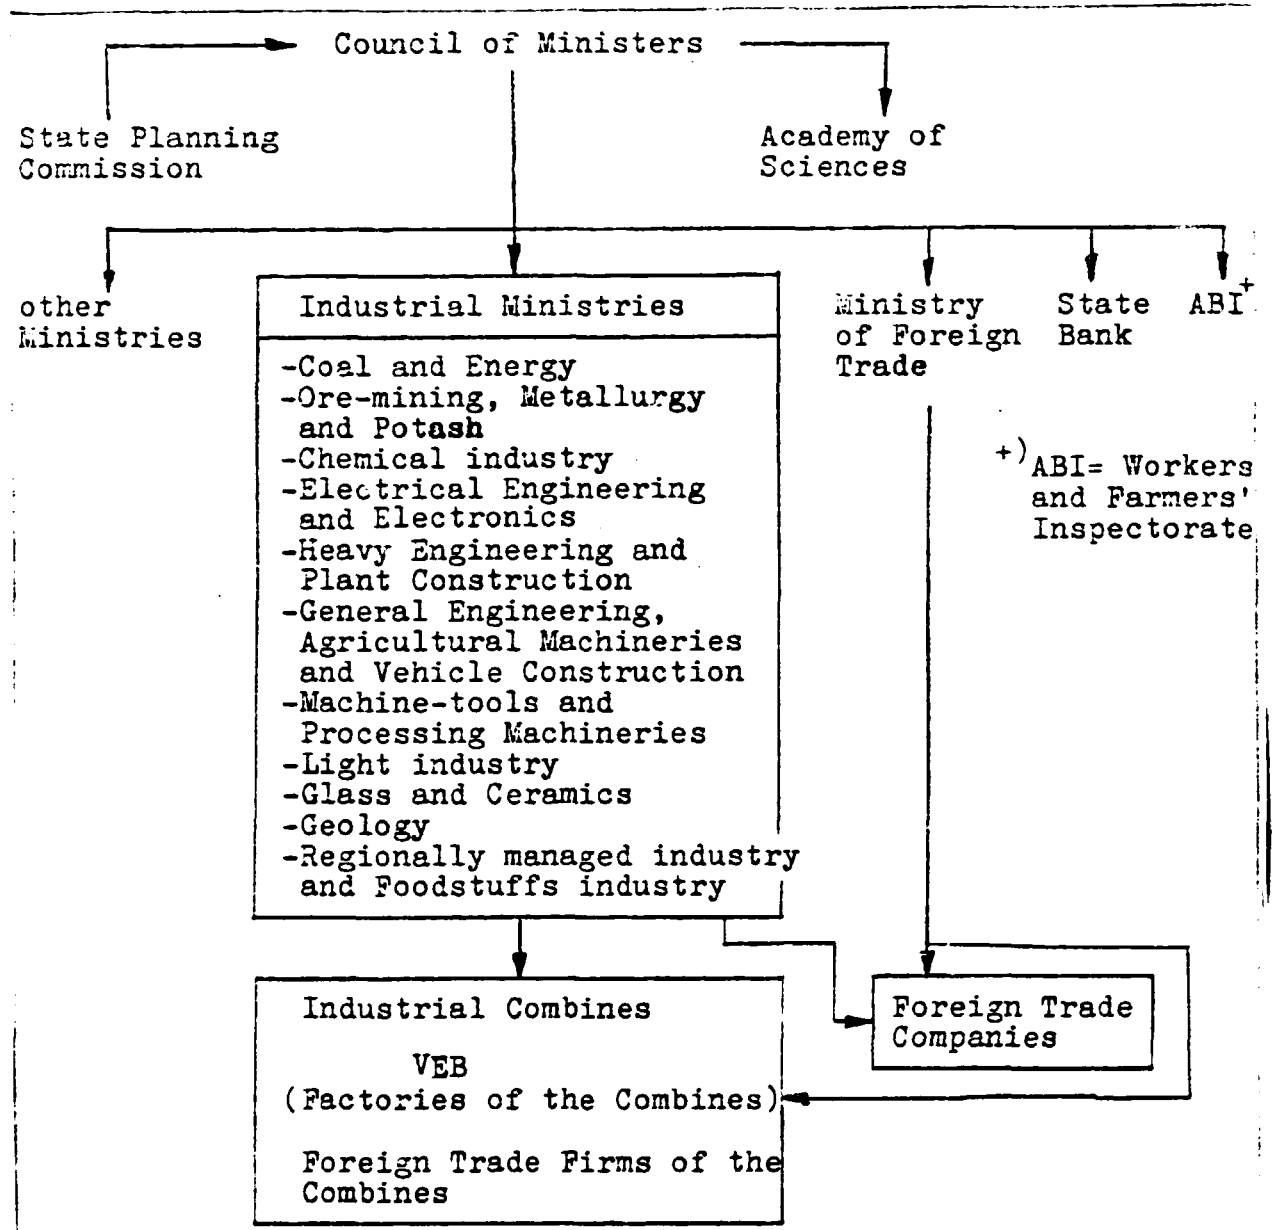 Council of Ministers
State Planning
Commission
Academy of
Sciences
other
Ministries
Industrial Ministries
-Coal and Energy
-Ore-mining, Metallurgy
and Potash
-Chemical industry
-Electrical Engineering
and Electronics
-Heavy Engineering and
Plant Construction
-General Engineering,
Agricultural Machineries
and Vehicle Construction
-Machine-tools and
Processing Machineries
-Light industry
-Glass and Ceramics
-Geology
-Regionally managed industry
and Foodstuffs industry
Ministry
of Foreign
Trade
State
Bank
ABI+
+)ABI= Workers
and Farmers'
Inspectorate
Industrial Combines
VEB
(Factories of the Combines)
Foreign Trade Firms of the
Combines
Foreign Trade
Companies